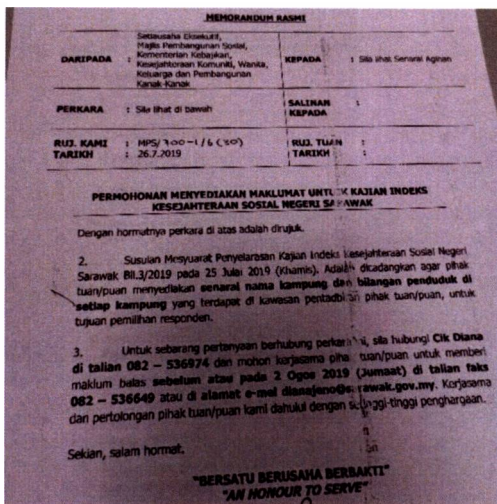 MEMORANDUM RASMI
DARIPADA : Setiausaha Eksekutif,
Majlis Pembangunan Sosial,
Kementerian Kebajikan,
Kesejahteraan Komuniti, Wanita,
Keluarga dan Pembangunan
Kanak-Kanak
KEPADA : Sila lihat Senarai Agihan
PERKARA : Sila lihat di bawah
SALINAN KEPADA :
RUJ. KAMI : MPS/700-1/6 (80)
TARIKH : 26.7.2019
RUJ. TUAN :
TARIKH :
PERMOHONAN MENYEDIAKAN MAKLUMAT UNTUK KAJIAN INDEKS
KESEJAHTERAAN SOSIAL NEGERI SARAWAK
Dengan hormatnya perkara di atas adalah dirujuk.
2. Susulan Mesyuarat Penyelarasan Kajian Indeks Kesejahteraan Sosial Negeri
Sarawak Bil.3/2019 pada 25 Julai 2019 (Khamis). Adalah dicadangkan agar pihak
tuan/puan menyediakan senarai nama kampung dan bilangan penduduk di
setiap kampung yang terdapat di kawasan pentadbiran pihak tuan/puan, untuk
tujuan pemilihan responden.
3. Untuk sebarang pertanyaan berhubung perkara ini, sila hubungi Cik Diana
di talian 082 – 536974 dan mohon kerjasama pihak tuan/puan untuk memberi
maklum balas sebelum atau pada 2 Ogos 2019 (Jumaat) di talian faks
082 – 536649 atau di alamat e-mel dianajeno@sarawak.gov.my. Kerjasama
dan pertolongan pihak tuan/puan kami dahului dengan setinggi-tinggi penghargaan.
Sekian, salam hormat.
"BERSATU BERUSAHA BERBAKTI"
"AN HONOUR TO SERVE"